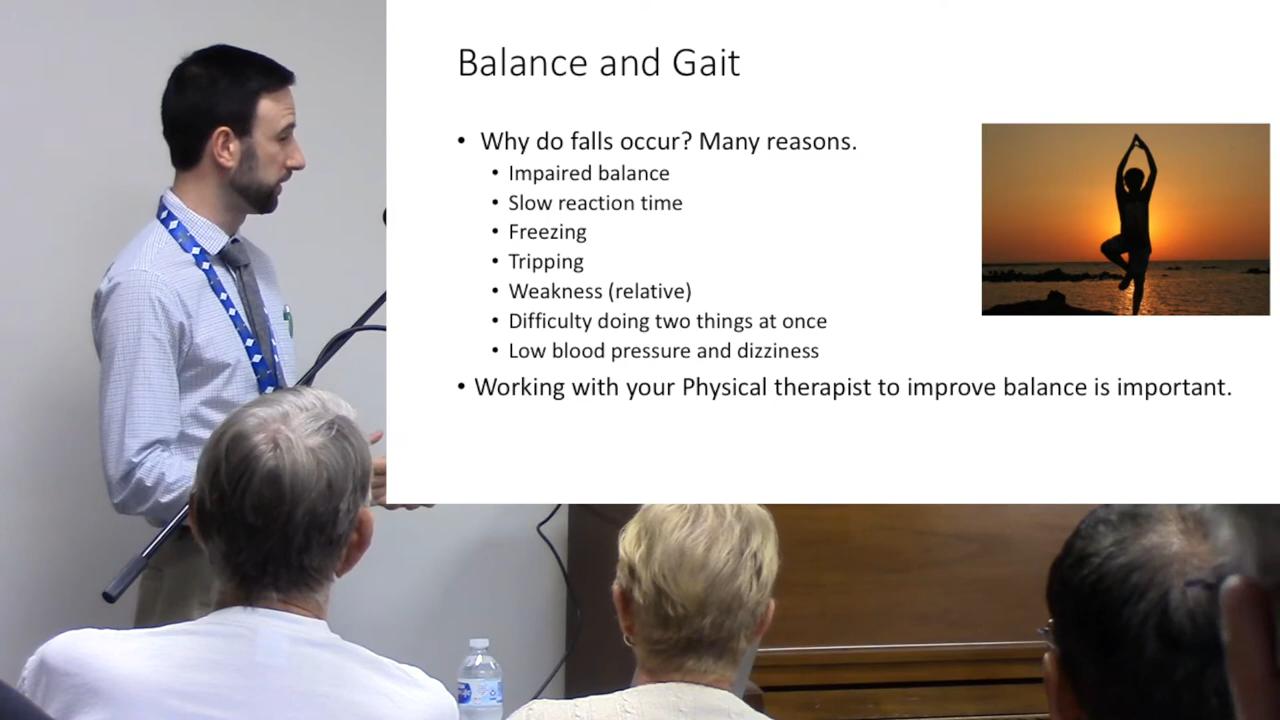 Balance and Gait
• Why do falls occur? Many reasons.
• Impaired balance
• Slow reaction time
• Freezing
• Tripping
• Weakness (relative)
• Difficulty doing two things at once
• Low blood pressure and dizziness
• Working with your Physical therapist to improve balance is important.